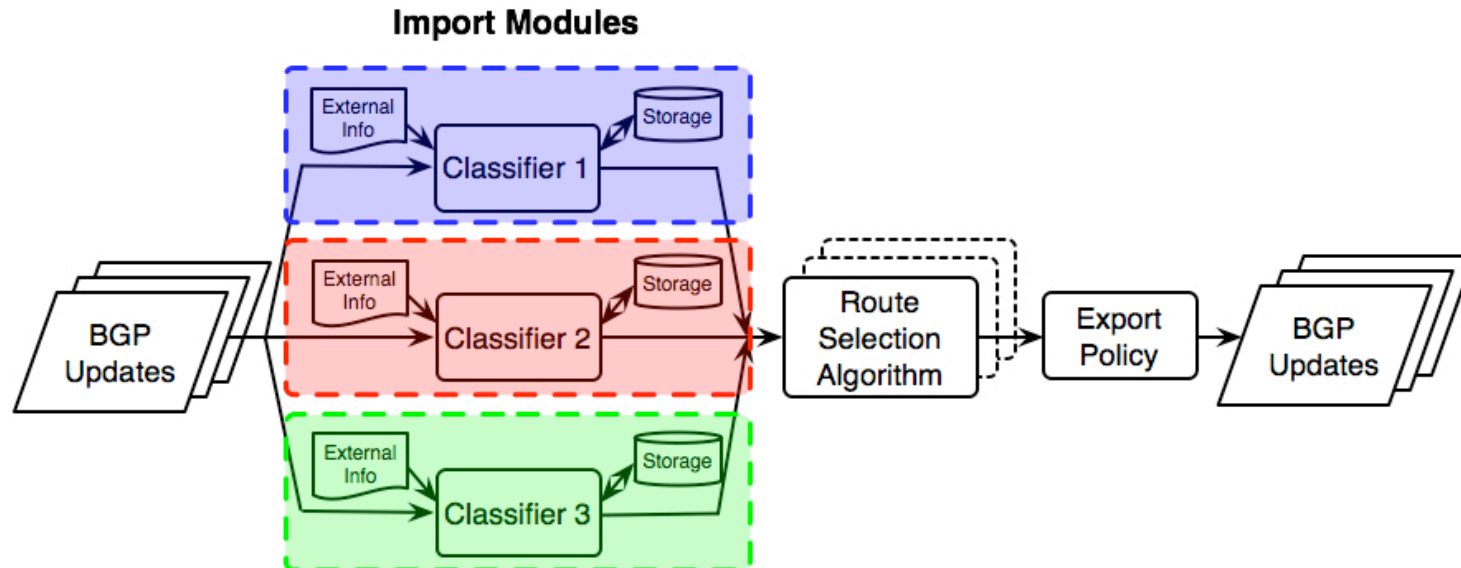 Import Modules
External
Info
Storage
Classifier 1
External
Info
Storage
Classifier 2
External
Info
Storage
Classifier 3
BGP
Updates
Route
Selection
Algorithm
Export
Policy
BGP
Updates